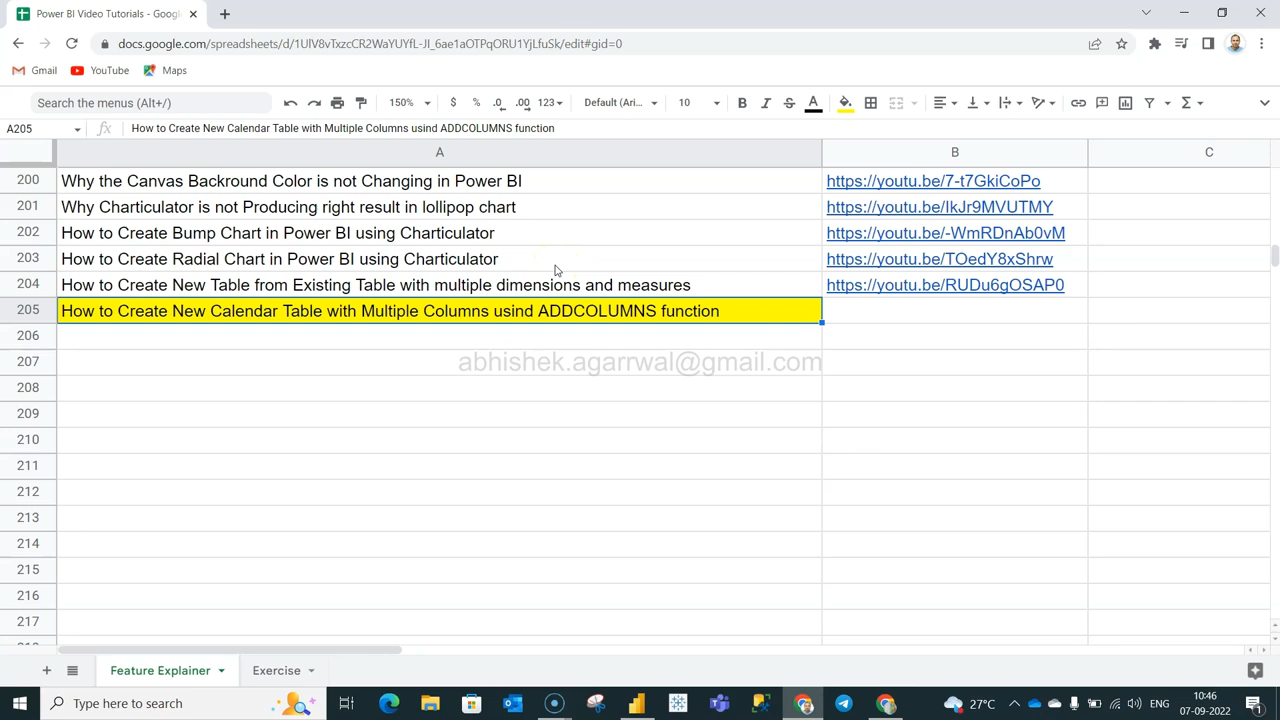 Power BI Video Tutorials - Goog
docs.google.com/spreadsheets/d/1UlV8vTxzcCR2WaYUYfL-JI_6ae1aOTPqORU1YjLfuSk/edit#gid=0
Gmail YouTube Maps
Search the menus (Alt+/) 150% $ % .0 .00 123 Default (Ari... 10 B I S A
A205 fx How to Create New Calendar Table with Multiple Columns usind ADDCOLUMNS function
A B C
200 Why the Canvas Backround Color is not Changing in Power BI https://youtu.be/7-t7GkiCoPo
201 Why Charticulator is not Producing right result in lollipop chart https://youtu.be/IkJr9MVUTMY
202 How to Create Bump Chart in Power BI using Charticulator https://youtu.be/-WmRDnAb0vM
203 How to Create Radial Chart in Power BI using Charticulator https://youtu.be/TOedY8xShrw
204 How to Create New Table from Existing Table with multiple dimensions and measures https://youtu.be/RUDu6gOSAP0
205 How to Create New Calendar Table with Multiple Columns usind ADDCOLUMNS function
206
207 abhishek.agarrwal@gmail.com
208
209
210
211
212
213
214
215
216
217
Feature Explainer Exercise
Type here to search 27°C ENG 10:46
07-09-2022